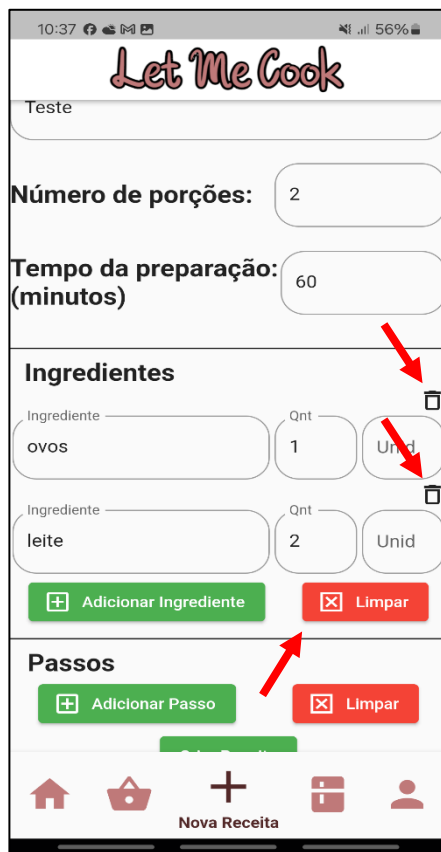 10:37 56%
Let Me Cook
Teste
Número de porções: 2
Tempo da preparação: 60
(minutos)
Ingredientes
Ingrediente Qnt
ovos 1 Unid
Ingrediente Qnt
leite 2 Unid
Adicionar Ingrediente Limpar
Passos
Adicionar Passo Limpar
Nova Receita